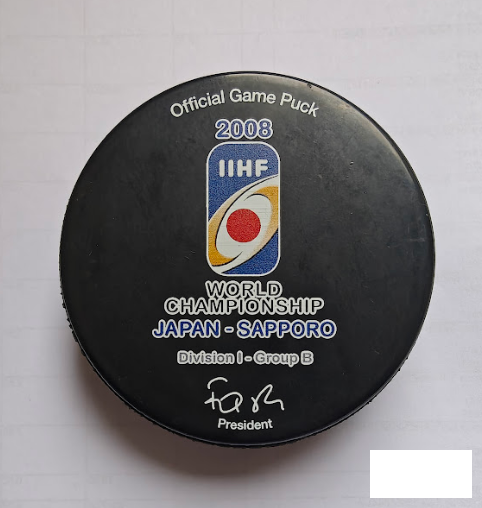 Official Game Puck
2008
IIHF
WORLD
CHAMPIONSHIP
JAPAN - SAPPORO
Division I - Group B
President